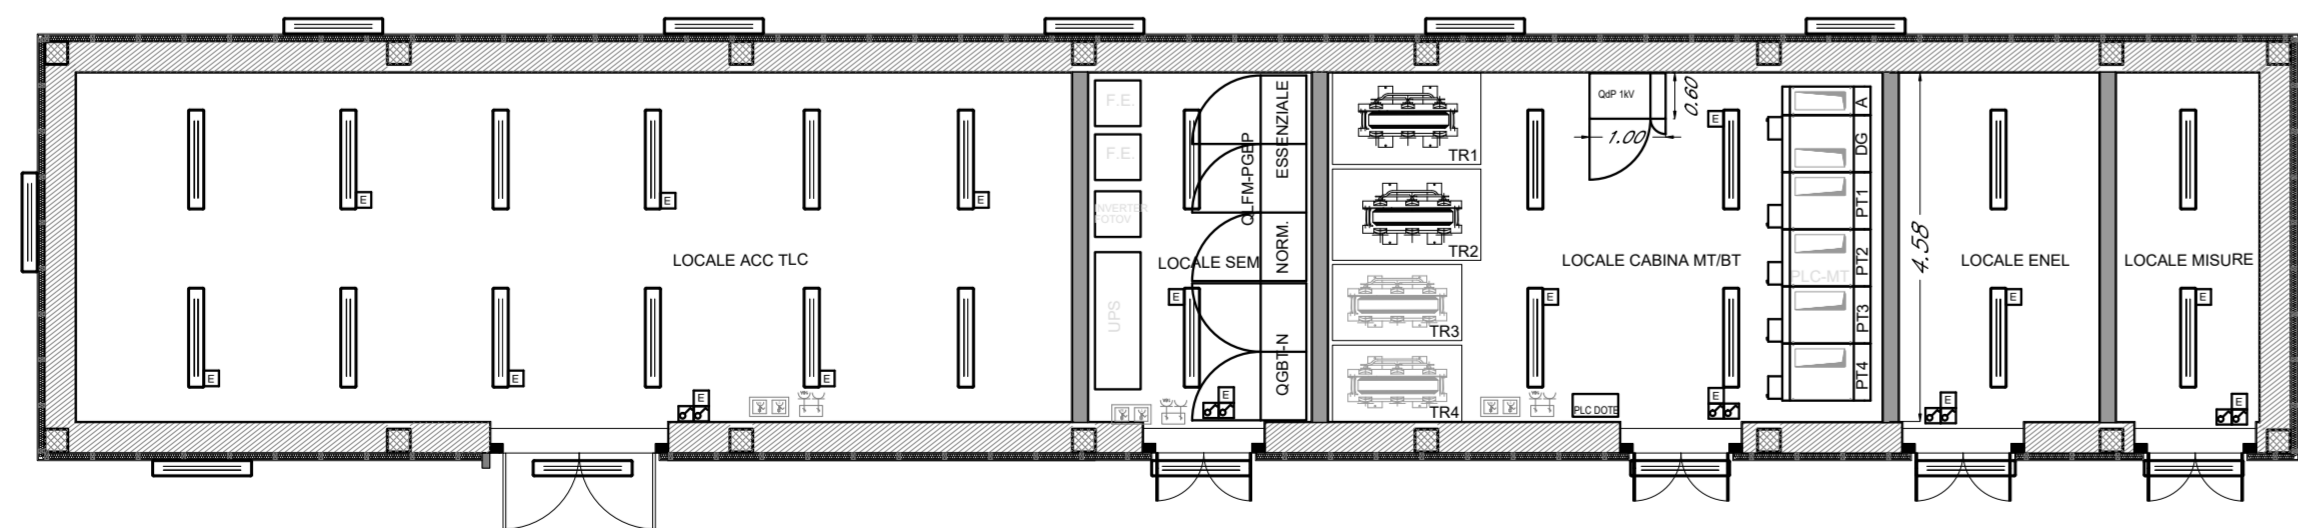 F.E.
F.E.
INVERTER
FOTOV
UPS
QLFM-PGBP
ESSENZIALE
NORM.
QGBT-N
TR1
TR2
TR3
TR4
QdP 1kV
0.60
1.00
E
A
DG
PT1
PT2
PT3
PT4
PLC-MT
4.58
E
E
E
LOCALE ACC TLC
LOCALE SEM
LOCALE CABINA MT/BT
LOCALE ENEL
LOCALE MISURE
E
E
E
E
E
E
E
E
E
E
E
E
E
PLC DOTE